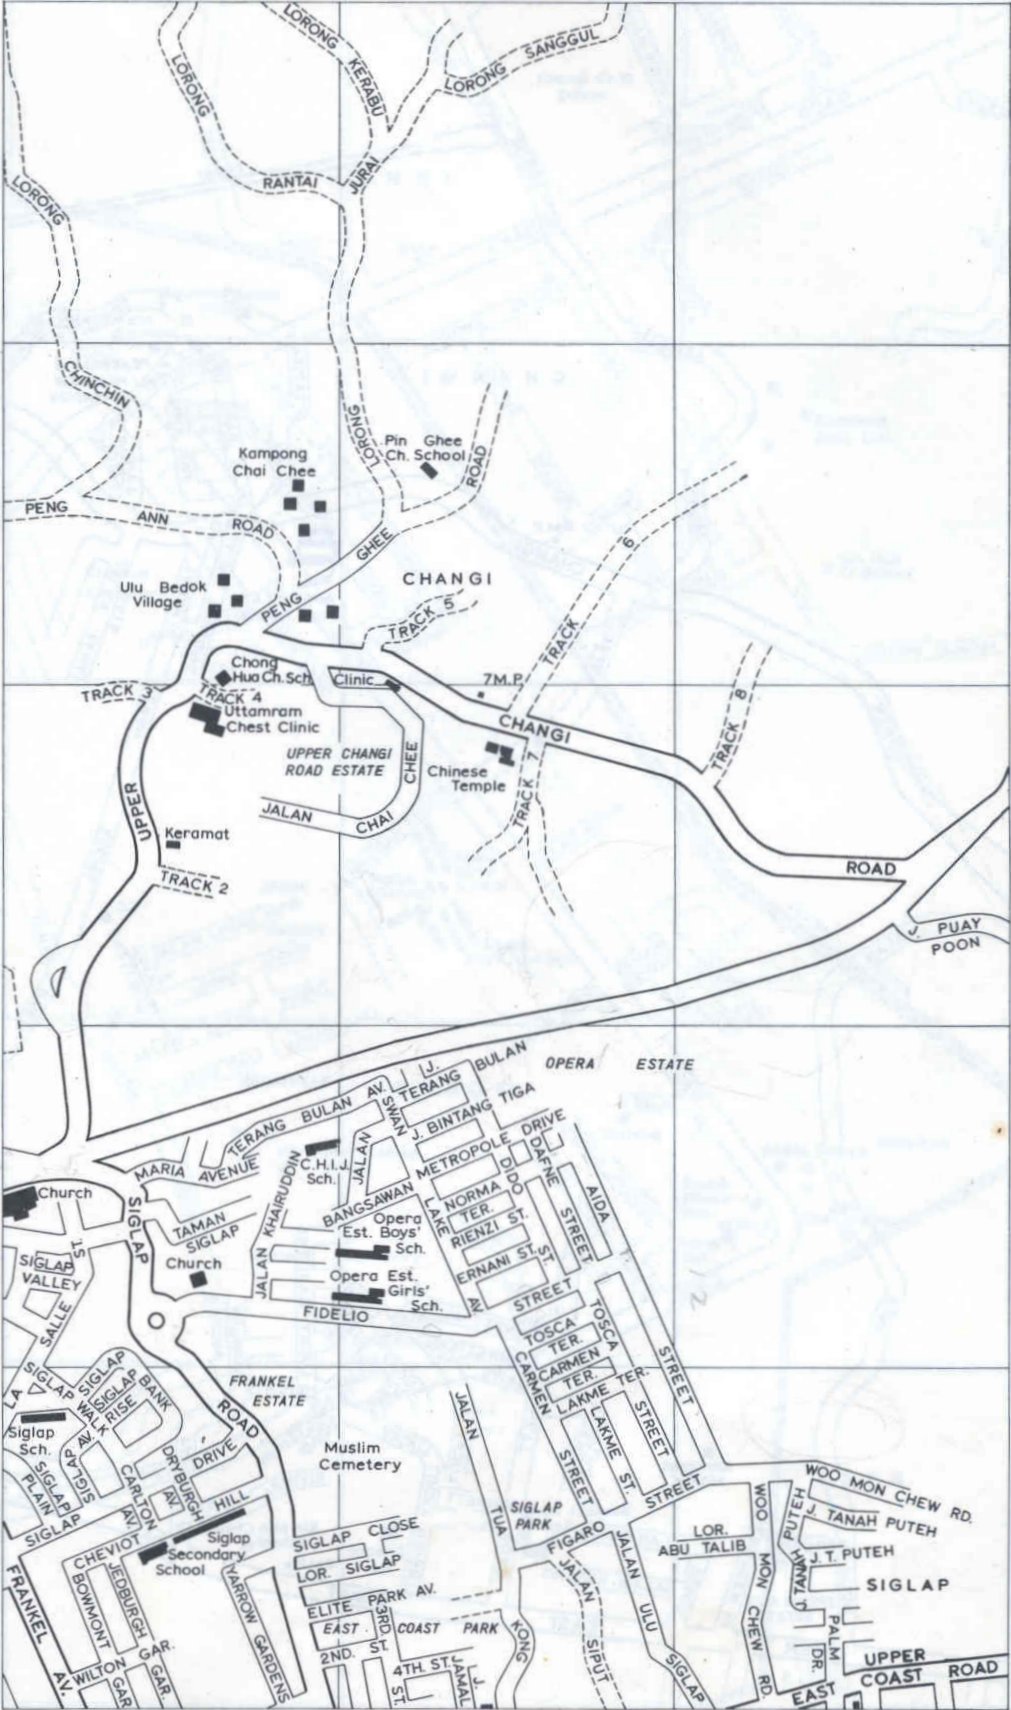 LORONG
KERABU
LORONG
SANGGUL
LORONG
RANTAI
JURAI
LORONG
CHINCHIN
LORONG
Pin Ghee
Ch. School
ROAD
Kampong
Chai Chee
PENG
ANN
ROAD
GHEE
6
CHANGI
Ulu Bedok
Village
PENG
TRACK 5
TRACK
Chong
Hua Ch. Sch.
Clinic
7M.P.
TRACK 3
TRACK 4
Uttamram
Chest Clinic
TRACK 8
CHANGI
UPPER CHANGI
ROAD ESTATE
CHEE
Chinese
Temple
TRACK 7
UPPER
JALAN
CHAI
Keramat
TRACK 2
ROAD
J. PUAY
POON
OPERA ESTATE
J.
TERANG
BULAN
TERANG BULAN AV.
SWAN
JALAN
J. BINTANG TIGA
METROPOLE DRIVE
DAFNE
STREET
MARIA AVENUE
C.H.I.J.
Sch.
BANGSAWAN
LAKE
AV.
DIDO
ST.
AIDA
STREET
Church
SIGLAP
TAMAN
SIGLAP
JALAN KHAIRUDDIN
Opera
Est. Boys'
Sch.
NORMA
TER.
RIENZI ST.
ERNANI ST.
SIGLAP
VALLEY
LA SALLE ST.
Church
Opera Est.
Girls'
Sch.
FIDELIO
STREET
TOSCA
TER.
TOSCA
STREET
CARMEN
TER.
LAKME TER.
CARMEN
STREET
LAKME ST.
FRANKEL
ESTATE
ROAD
SIGLAP
BANK
SIGLAP
RISE
SIGLAP
WALK
SIGLAP AV.
SIGLAP
PLAIN
Siglap
Sch.
SIGLAP
HILL
DRIVE
DRYBURGH
AV.
CARLTON
AV.
Muslim
Cemetery
JALAN
TUA
KONG
SIGLAP
PARK
FIGARO
STREET
WOO MON CHEW RD.
J. TANAH PUTEH
J. T. PUTEH
J. TANAH PUTEH
WOO
MON
CHEW
RD.
LOR.
ABU TALIB
SIGLAP
Siglap
Secondary
School
CHEVIOT
JEDBURGH
GAR.
BOWMONT
GAR.
WILTON GAR.
FRANKEL
AV.
YARROW GARDENS
SIGLAP CLOSE
LOR. SIGLAP
ELITE PARK AV.
EAST COAST PARK
2ND. ST.
3RD.
ST.
4TH. ST.
J.
JAMAL
JALAN
SIPUT
JALAN
ULU
SIGLAP
PALM
DR.
UPPER
EAST COAST ROAD